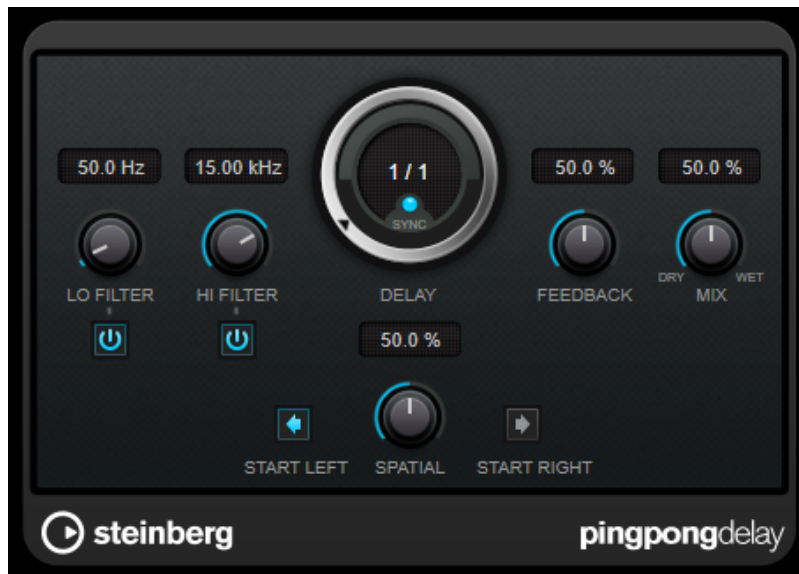 50.0 Hz
15.00 kHz
1 / 1
SYNC
50.0 %
50.0 %
LO FILTER
HI FILTER
DELAY
FEEDBACK
DRY
WET
MIX
50.0 %
START LEFT
SPATIAL
START RIGHT
steinberg
pingpongdelay